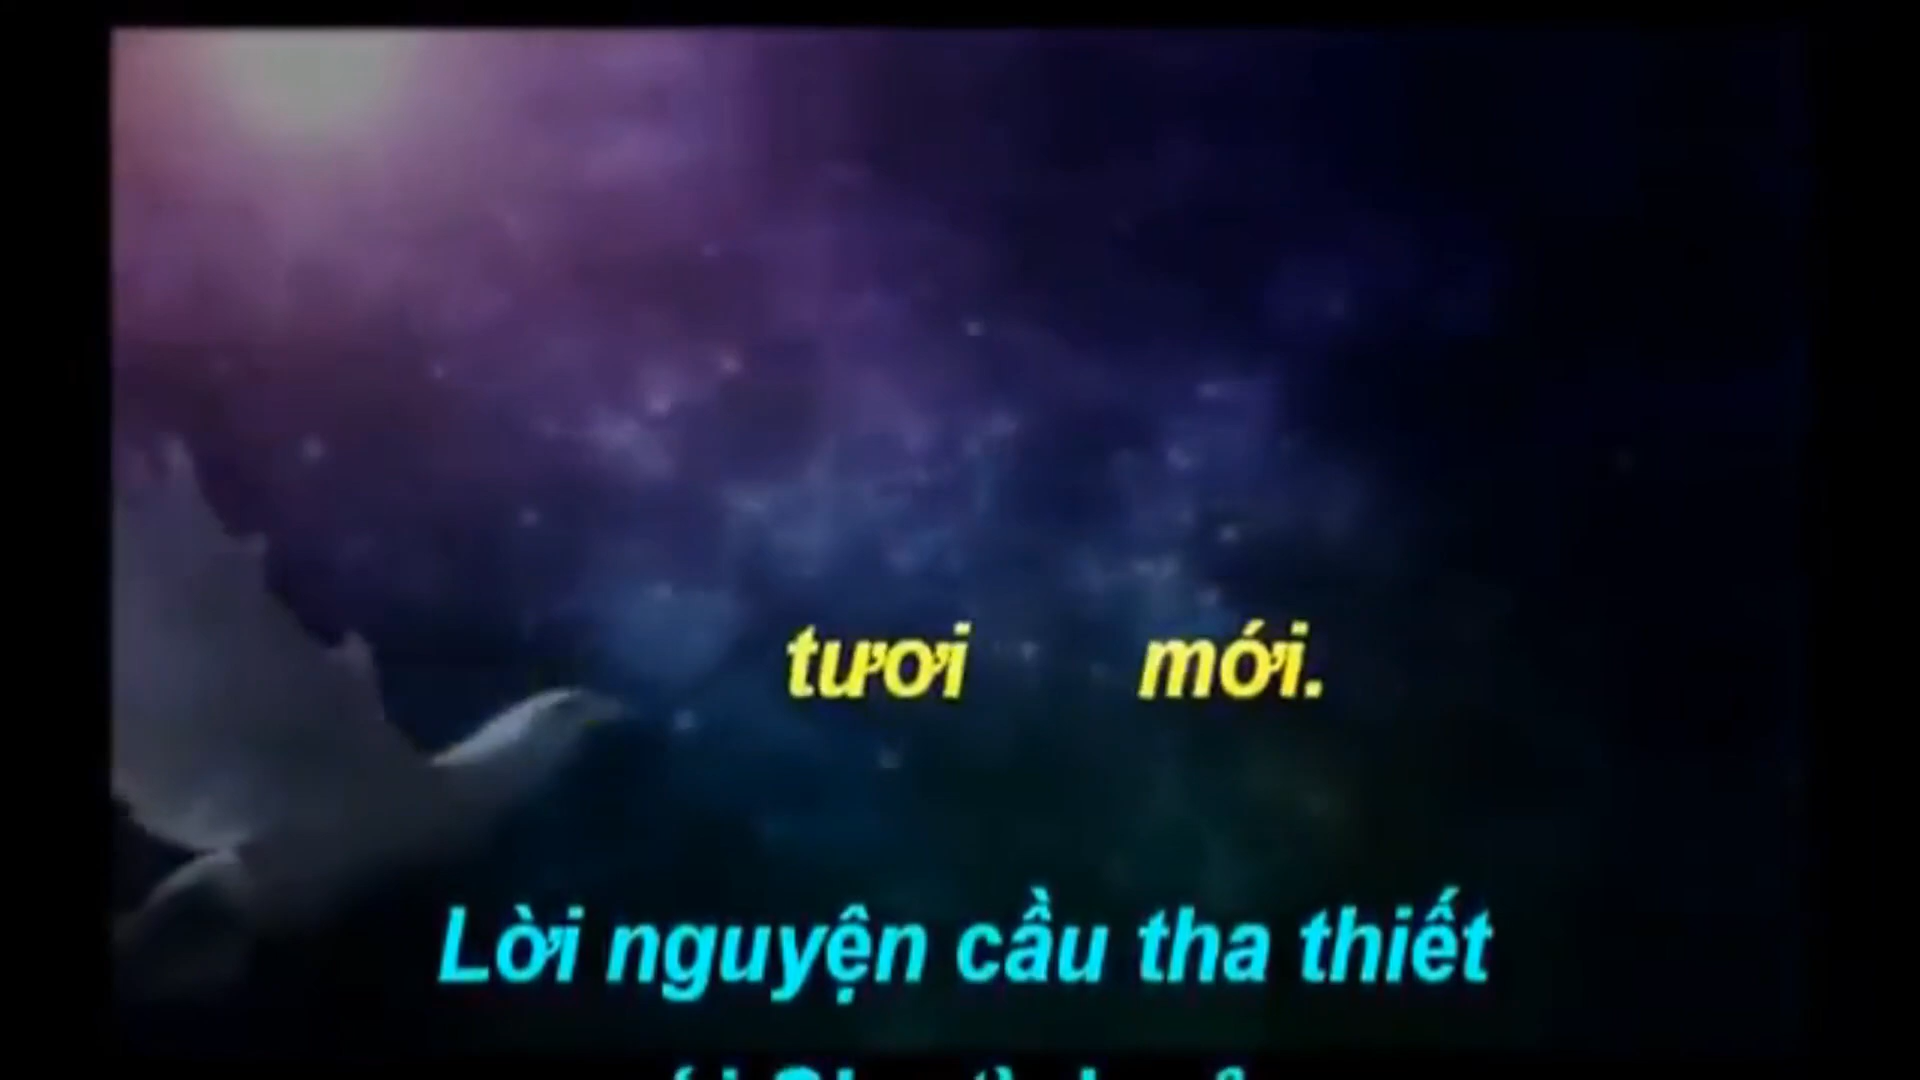 tươi mới.
Lời nguyện cầu tha thiết